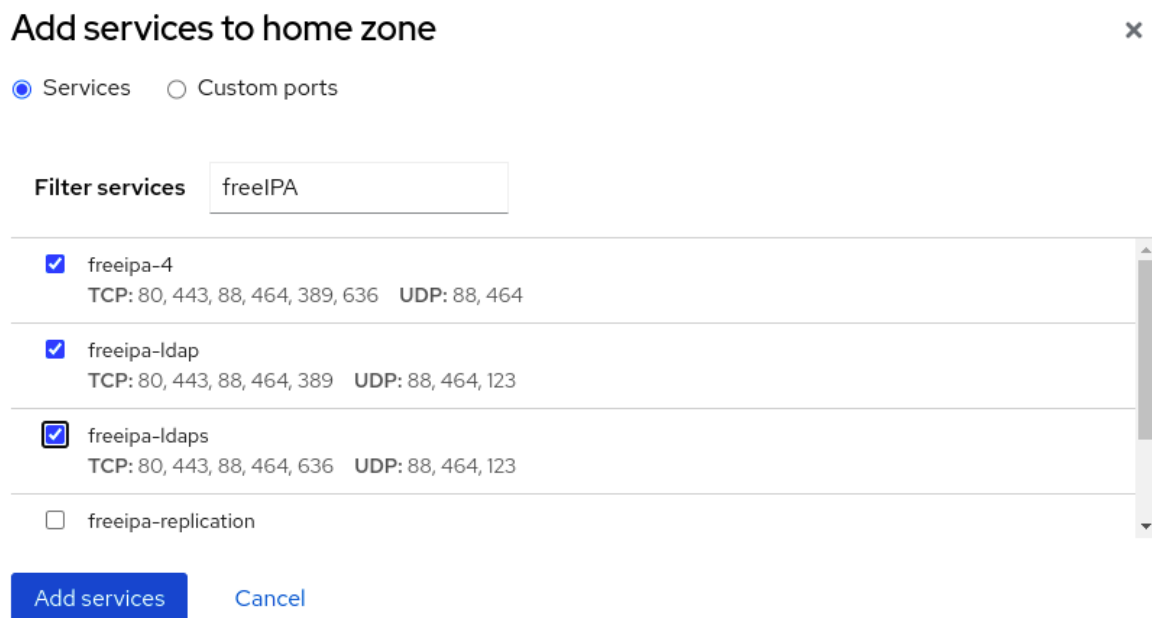 Add services to home zone
Services Custom ports
Filter services freeIPA
freeipa-4
TCP: 80, 443, 88, 464, 389, 636 UDP: 88, 464
freeipa-ldap
TCP: 80, 443, 88, 464, 389 UDP: 88, 464, 123
freeipa-ldaps
TCP: 80, 443, 88, 464, 636 UDP: 88, 464, 123
freeipa-replication
Add services Cancel